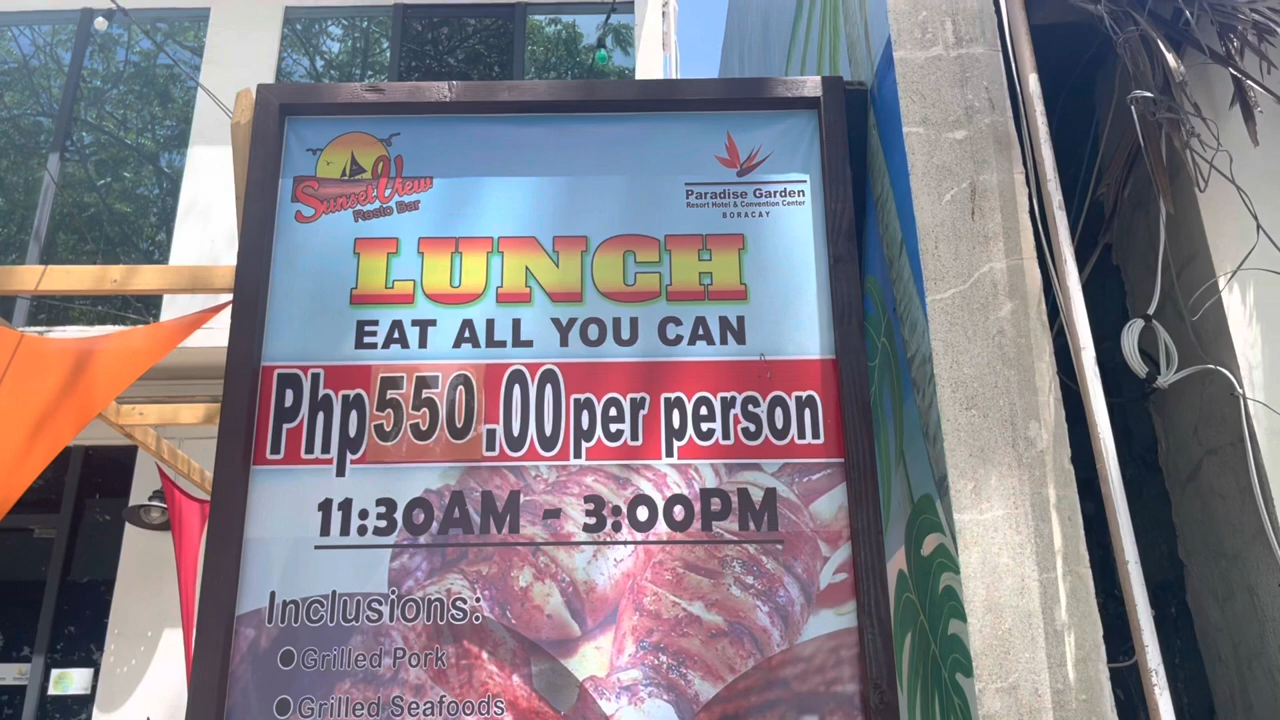 Sunset View
Resto Bar
Paradise Garden
Resort Hotel & Convention Center
BORACAY
LUNCH
EAT ALL YOU CAN
Php550.00 per person
11:30AM - 3:00PM
Inclusions:
Grilled Pork
Grilled Seafoods